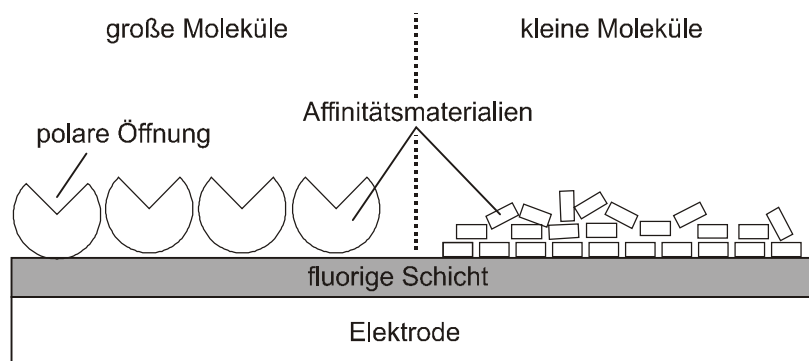 große Moleküle
kleine Moleküle
Affinitätsmaterialien
polare Öffnung
fluorige Schicht
Elektrode